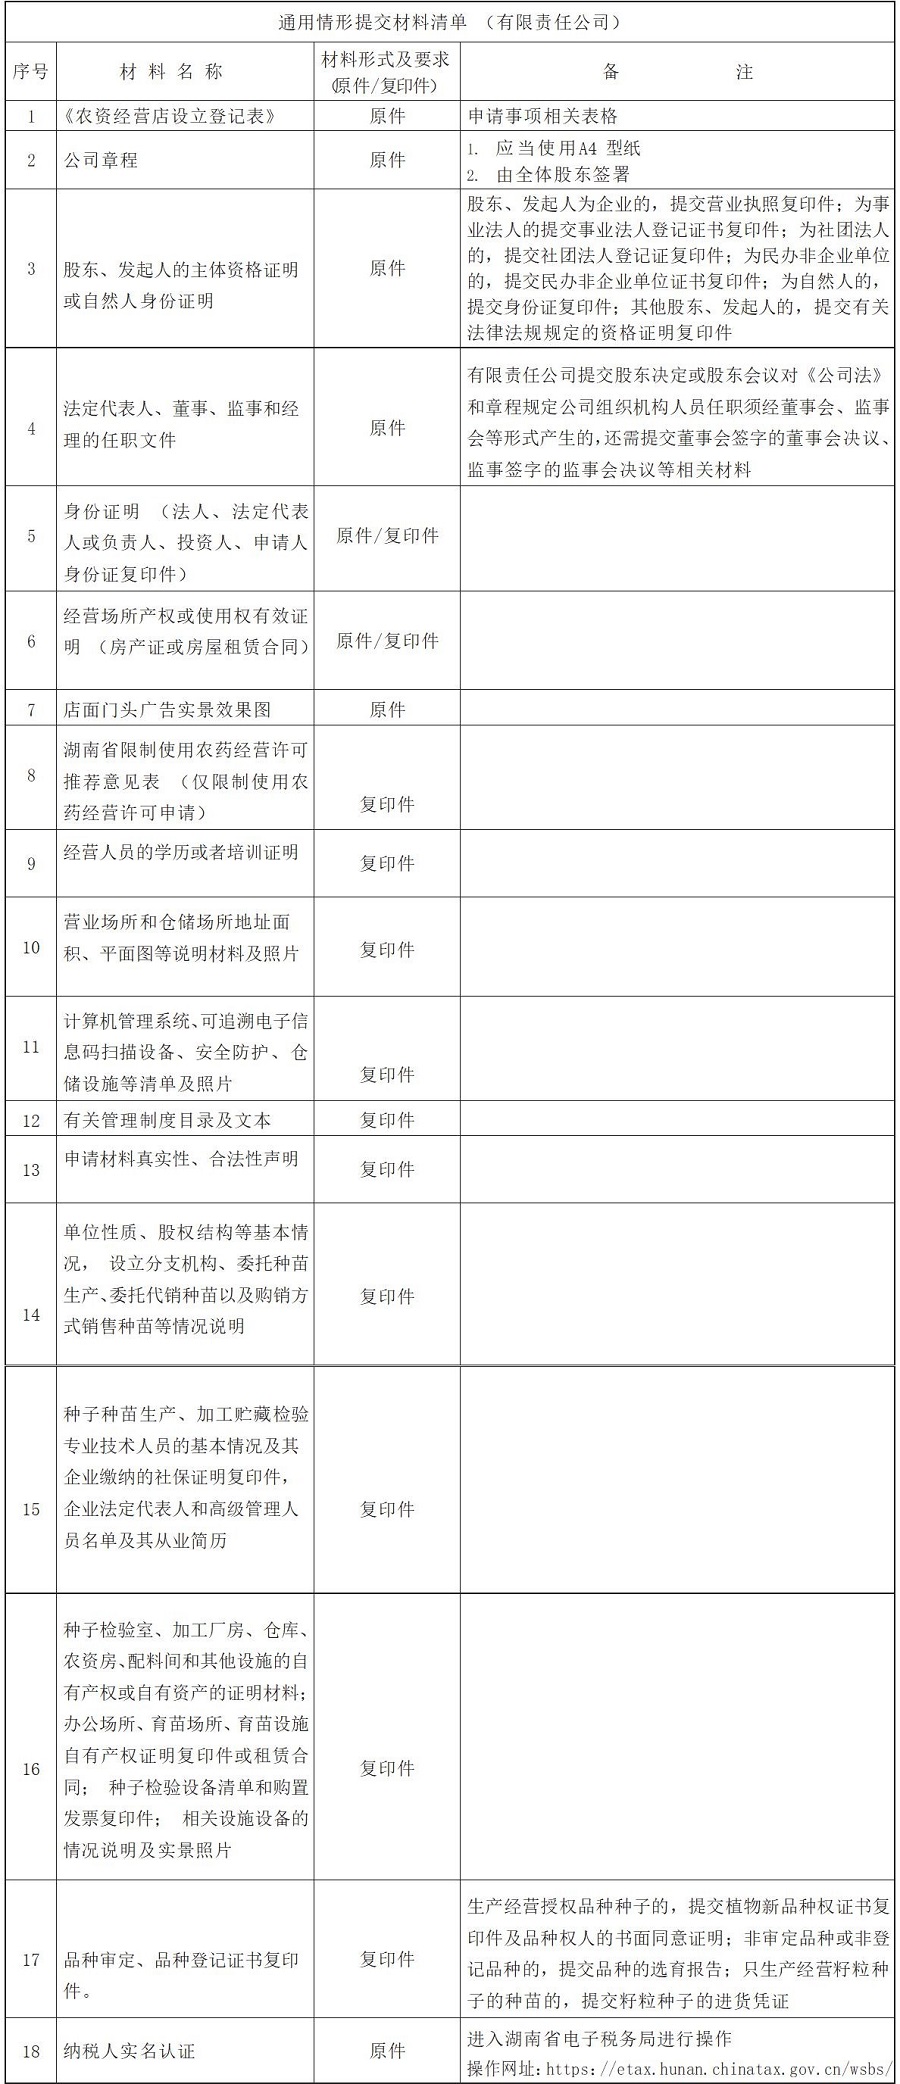 通用情形提交材料清单 （有限责任公司）
序号
材 料 名 称
材料形式及要求
（原件/复印件）
备 注
1
《农资经营店设立登记表》
原件
申请事项相关表格
2
公司章程
原件
1. 应当使用A4 型纸
2. 由全体股东签署
3
股东、发起人的主体资格证明
或自然人身份证明
原件
股东、发起人为企业的，提交营业执照复印件；为事
业法人的提交事业法人登记证书复印件；为社团法人
的，提交社团法人登记证复印件；为民办非企业单位
的，提交民办非企业单位证书复印件；为自然人的，
提交身份证复印件；其他股东、发起人的，提交有关
法律法规规定的资格证明复印件
4
法定代表人、董事、监事和经
理的任职文件
原件
有限责任公司提交股东决定或股东会议对《公司法》
和章程规定公司组织机构人员任职须经董事会、监事
会等形式产生的，还需提交董事会签字的董事会决议、
监事签字的监事会决议等相关材料
5
身份证明 （法人、法定代表
人或负责人、投资人、申请人
身份证复印件）
原件/复印件
6
经营场所产权或使用权有效证
明 （房产证或房屋租赁合同）
原件/复印件
7
店面门头广告实景效果图
原件
8
湖南省限制使用农药经营许可
推荐意见表 （仅限制使用农
药经营许可申请）
复印件
9
经营人员的学历或者培训证明
复印件
10
营业场所和仓储场所地址面
积、平面图等说明材料及照片
复印件
11
计算机管理系统、可追溯电子信
息码扫描设备、安全防护、仓
储设施等清单及照片
复印件
12
有关管理制度目录及文本
复印件
13
申请材料真实性、合法性声明
复印件
14
单位性质、股权结构等基本情
况， 设立分支机构、委托种苗
生产、委托代销种苗以及购销方
式销售种苗等情况说明
复印件
15
种子种苗生产、加工贮藏检验
专业技术人员的基本情况及其
企业缴纳的社保证明复印件，
企业法定代表人和高级管理人
员名单及其从业简历
复印件
16
种子检验室、加工厂房、仓库、
农资房、配料间和其他设施的自
有产权或自有资产的证明材料；
办公场所、育苗场所、育苗设施
自有产权证明复印件或租赁合
同； 种子检验设备清单和购置
发票复印件； 相关设施设备的
情况说明及实景照片
复印件
17
品种审定、品种登记证书复印
件。
复印件
生产经营授权品种种子的，提交植物新品种权证书复
印件及品种权人的书面同意证明；非审定品种或非登
记品种的，提交品种的选育报告；只生产经营籽粒种
子的种苗的，提交籽粒种子的进货凭证
18
纳税人实名认证
原件
进入湖南省电子税务局进行操作
操作网址:https://etax.hunan.chinatax.gov.cn/wsbs/